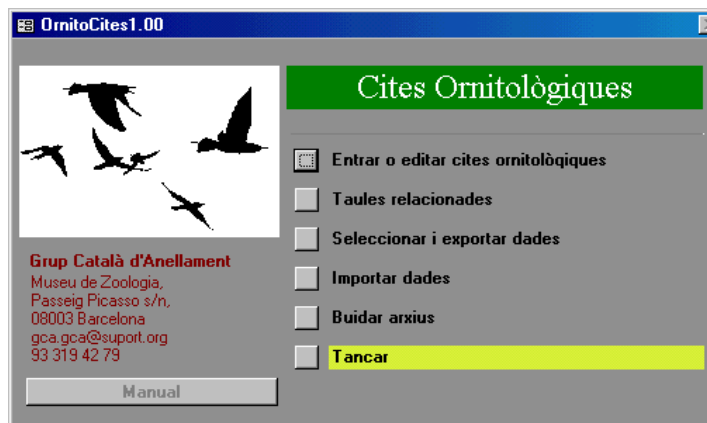 OrnitoCites1.00
Cites Ornitològiques
Entrar o editar cites ornitològiques
Taules relacionades
Seleccionar i exportar dades
Importar dades
Buidar arxius
Tancar
Grup Català d'Anellament
Museu de Zoologia,
Passeig Picasso s/n,
08003 Barcelona
gca.gca@suport.org
93 319 42 79
Manual